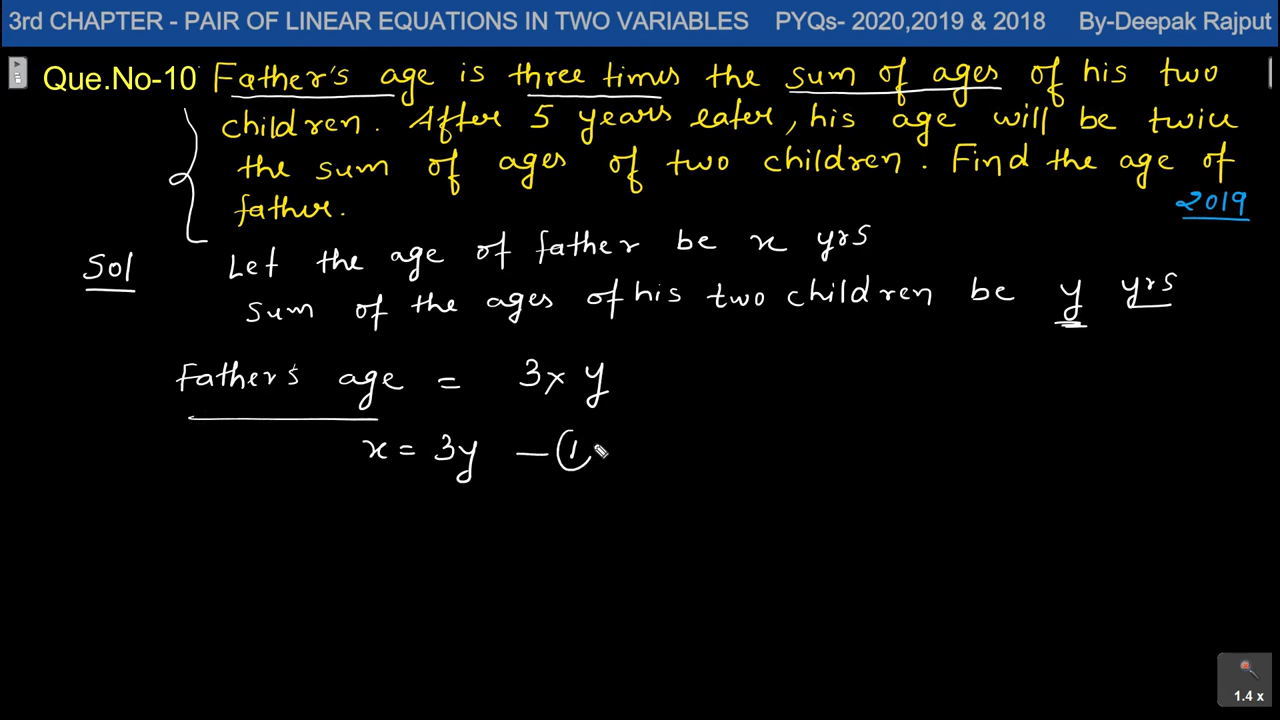 3rd CHAPTER - PAIR OF LINEAR EQUATIONS IN TWO VARIABLES PYQs- 2020,2019 & 2018 By-Deepak Rajput
Que.No-10 Father's age is three times the sum of ages of his two
children. After 5 years eater, his age will be twice
the sum of ages of two children. Find the age of
father.
2019
Sol Let the age of father be x yrs
Sum of the ages of his two children be y yrs
Father's age = 3 × y
x = 3y — (1
1.4 x